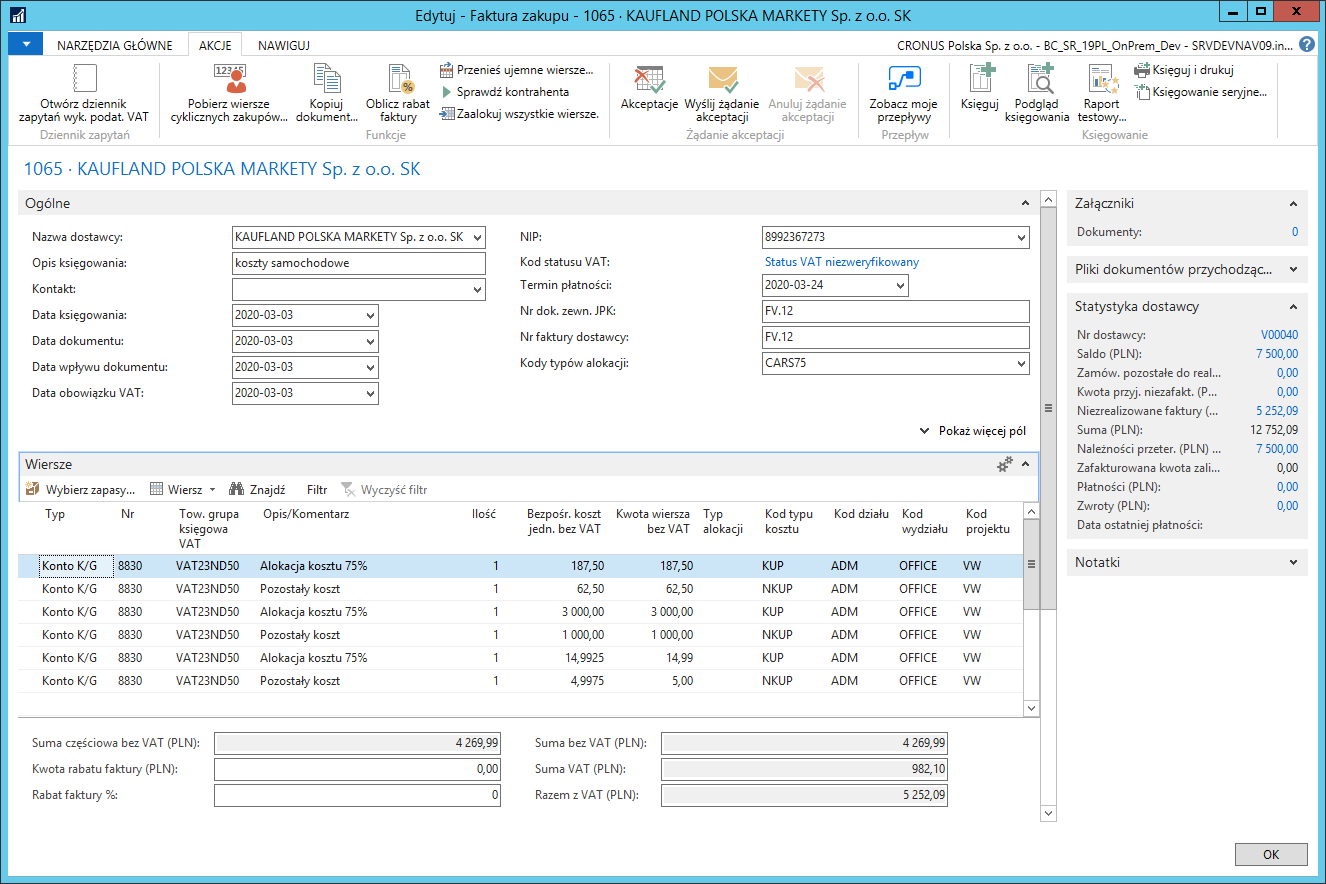 Edytuj - Faktura zakupu - 1065 · KAUFLAND POLSKA MARKETY Sp. z o.o. SK
NARZĘDZIA GŁÓWNE AKCJE NAWIGUJ
CRONUS Polska Sp. z o.o. - BC_SR_19PL_OnPrem_Dev - SRVDEVNAV09.in...
Otwórz dziennik
zapytań wyk. podat. VAT
Dziennik zapytań
12345
Pobierz wiersze
cyklicznych zakupów...
Kopiuj
dokument...
Oblicz rabat
faktury
Przenieś ujemne wiersze...
Sprawdź kontrahenta
Zaalokuj wszystkie wiersze.
Funkcje
Akceptacje
Wyślij żądanie
akceptacji
Anuluj żądanie
akceptacji
Żądanie akceptacji
Zobacz moje
przepływy
Przepływ
Księguj
Podgląd
księgowania
Raport
testowy...
Księguj i drukuj
Księgowanie seryjne...
Księgowanie
1065 · KAUFLAND POLSKA MARKETY Sp. z o.o. SK
Ogólne
Nazwa dostawcy: KAUFLAND POLSKA MARKETY Sp. z o.o. SK
Opis księgowania: koszty samochodowe
Kontakt:
Data księgowania: 2020-03-03
Data dokumentu: 2020-03-03
Data wpływu dokumentu: 2020-03-03
Data obowiązku VAT: 2020-03-03
NIP: 8992367273
Kod statusu VAT: Status VAT niezweryfikowany
Termin płatności: 2020-03-24
Nr dok. zewn. JPK: FV.12
Nr faktury dostawcy: FV.12
Kody typów alokacji: CARS75
Pokaż więcej pól
Wiersze
Wybierz zapasy... Wiersz Znajdź Filtr Wyczyść filtr
Typ Nr Tow. grupa księgowa VAT Opis/Komentarz Ilość Bezpośr. koszt jedn. bez VAT Kwota wiersza bez VAT Typ alokacji Kod typu kosztu Kod działu Kod wydziału Kod projektu
Konto K/G 8830 VAT23ND50 Alokacja kosztu 75% 1 187,50 187,50 KUP ADM OFFICE VW
Konto K/G 8830 VAT23ND50 Pozostały koszt 1 62,50 62,50 NKUP ADM OFFICE VW
Konto K/G 8830 VAT23ND50 Alokacja kosztu 75% 1 3 000,00 3 000,00 KUP ADM OFFICE VW
Konto K/G 8830 VAT23ND50 Pozostały koszt 1 1 000,00 1 000,00 NKUP ADM OFFICE VW
Konto K/G 8830 VAT23ND50 Alokacja kosztu 75% 1 14,9925 14,99 KUP ADM OFFICE VW
Konto K/G 8830 VAT23ND50 Pozostały koszt 1 4,9975 5,00 NKUP ADM OFFICE VW
Suma częściowa bez VAT (PLN): 4 269,99
Kwota rabatu faktury (PLN): 0,00
Rabat faktury %: 0
Suma bez VAT (PLN): 4 269,99
Suma VAT (PLN): 982,10
Razem z VAT (PLN): 5 252,09
Załączniki
Dokumenty: 0
Pliki dokumentów przychodząc...
Statystyka dostawcy
Nr dostawcy: V00040
Saldo (PLN): 7 500,00
Zamów. pozostałe do real... 0,00
Kwota przyj. niezafakt. (P... 0,00
Niezrealizowane faktury (... 5 252,09
Suma (PLN): 12 752,09
Należności przeter. (PLN) ... 7 500,00
Zafakturowana kwota zali... 0,00
Płatności (PLN): 0,00
Zwroty (PLN): 0,00
Data ostatniej płatności:
Notatki
OK